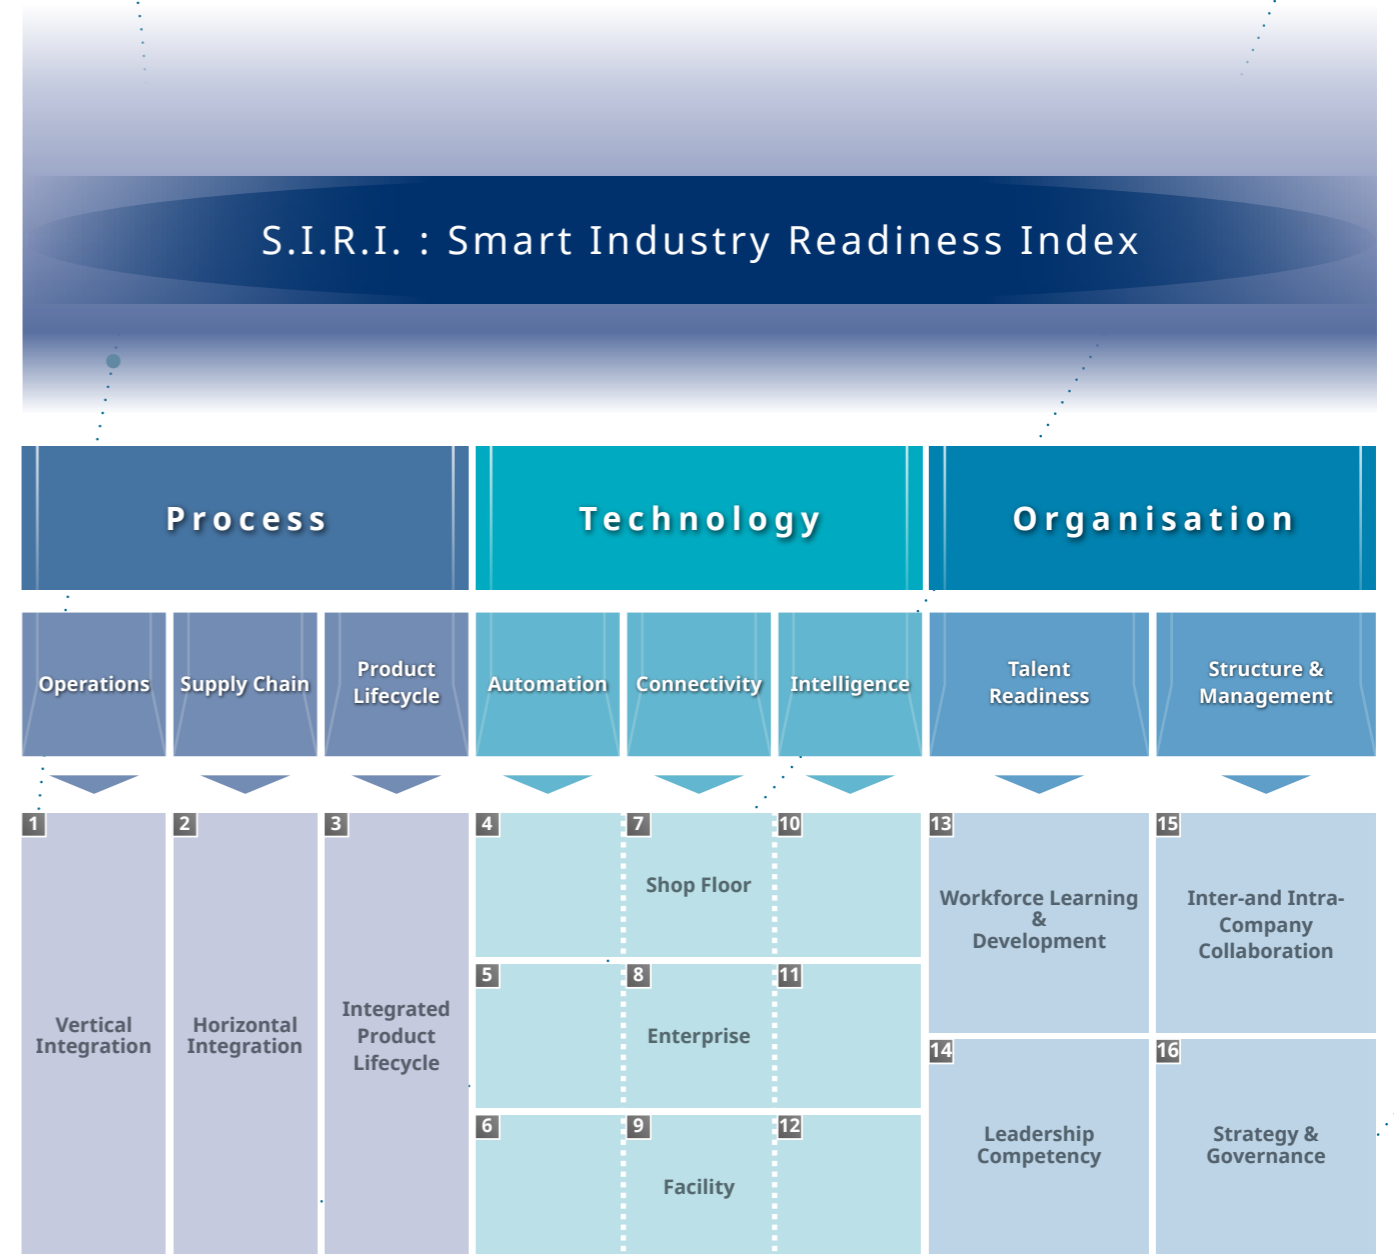 S.I.R.I. : Smart Industry Readiness Index
Process
Technology
Organisation
Operations
Supply Chain
Product
Lifecycle
Automation
Connectivity
Intelligence
Talent
Readiness
Structure &
Management
1
Vertical
Integration
2
Horizontal
Integration
3
Integrated
Product
Lifecycle
4
7
10
Shop Floor
5
8
11
Enterprise
6
9
12
Facility
13
Workforce Learning
&
Development
14
Leadership
Competency
15
Inter-and Intra-
Company
Collaboration
16
Strategy &
Governance